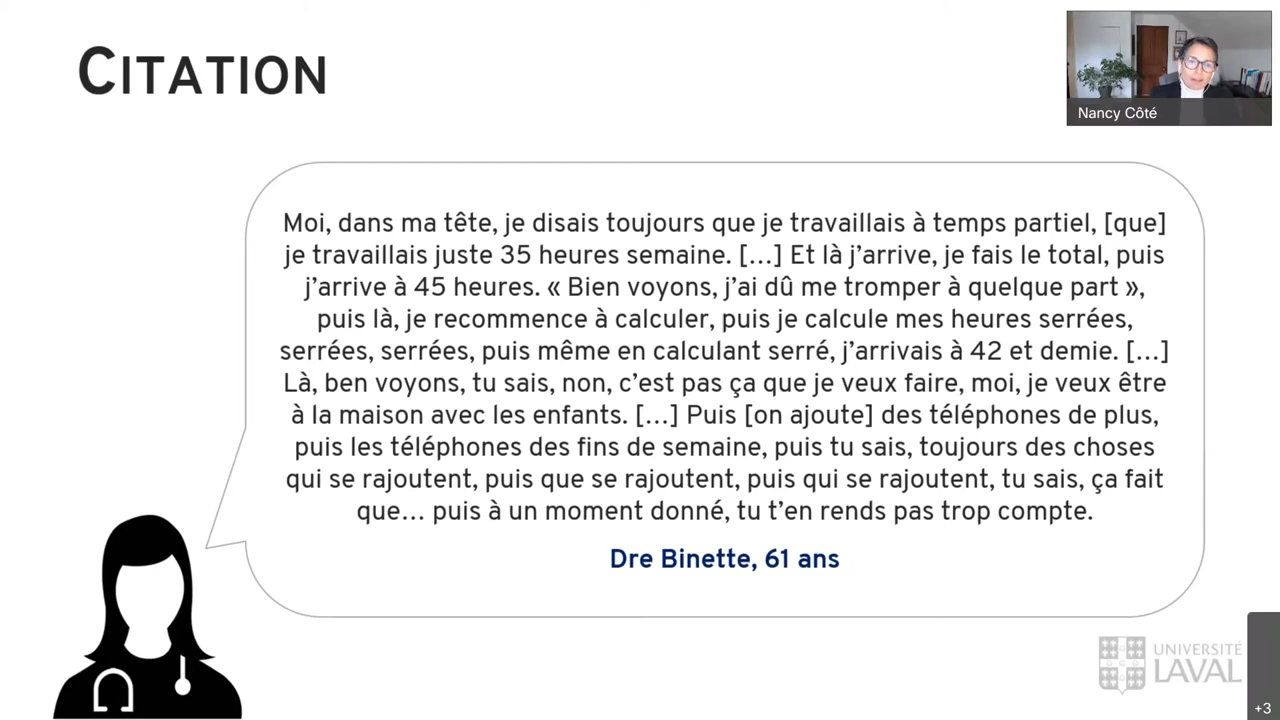 CITATION
Nancy Côté
Moi, dans ma tête, je disais toujours que je travaillais à temps partiel, [que]
je travaillais juste 35 heures semaine. […] Et là j’arrive, je fais le total, puis
j’arrive à 45 heures. « Bien voyons, j’ai dû me tromper à quelque part »,
puis là, je recommence à calculer, puis je calcule mes heures serrées,
serrées, serrées, puis même en calculant serré, j’arrivais à 42 et demie. […]
Là, ben voyons, tu sais, non, c’est pas ça que je veux faire, moi, je veux être
à la maison avec les enfants. […] Puis [on ajoute] des téléphones de plus,
puis les téléphones des fins de semaine, puis tu sais, toujours des choses
qui se rajoutent, puis que se rajoutent, puis qui se rajoutent, tu sais, ça fait
que… puis à un moment donné, tu t’en rends pas trop compte.
Dre Binette, 61 ans
UNIVERSITÉ
LAVAL
+3